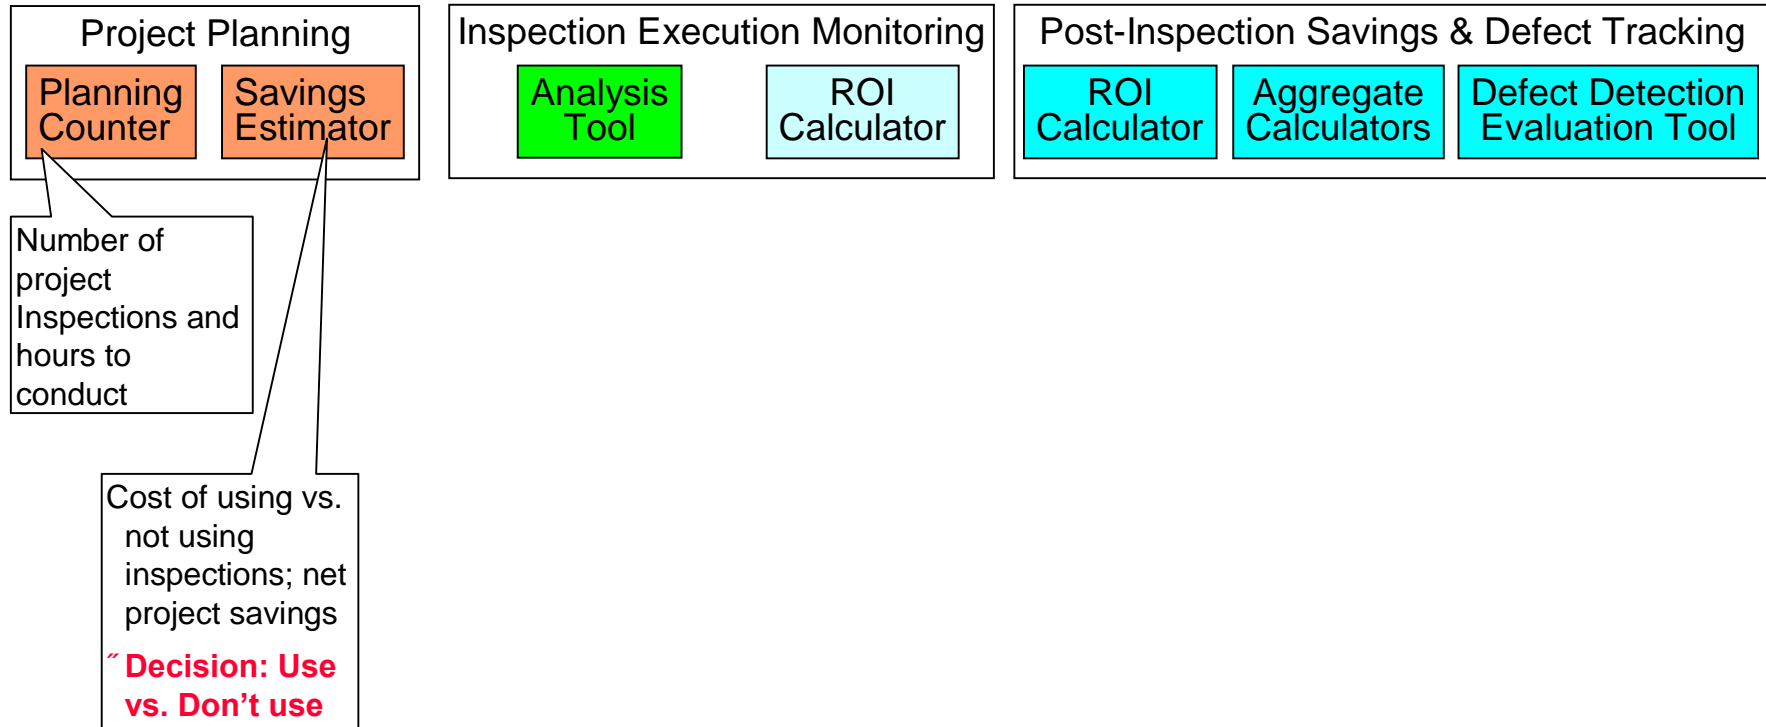 Project Planning
Planning
Counter
Savings
Estimator
Inspection Execution Monitoring
Analysis
Tool
ROI
Calculator
Post-Inspection Savings & Defect Tracking
ROI
Calculator
Aggregate
Calculators
Defect Detection
Evaluation Tool
Number of
project
Inspections and
hours to
conduct
Cost of using vs.
not using
inspections; net
project savings
˝ Decision: Use
vs. Don’t use